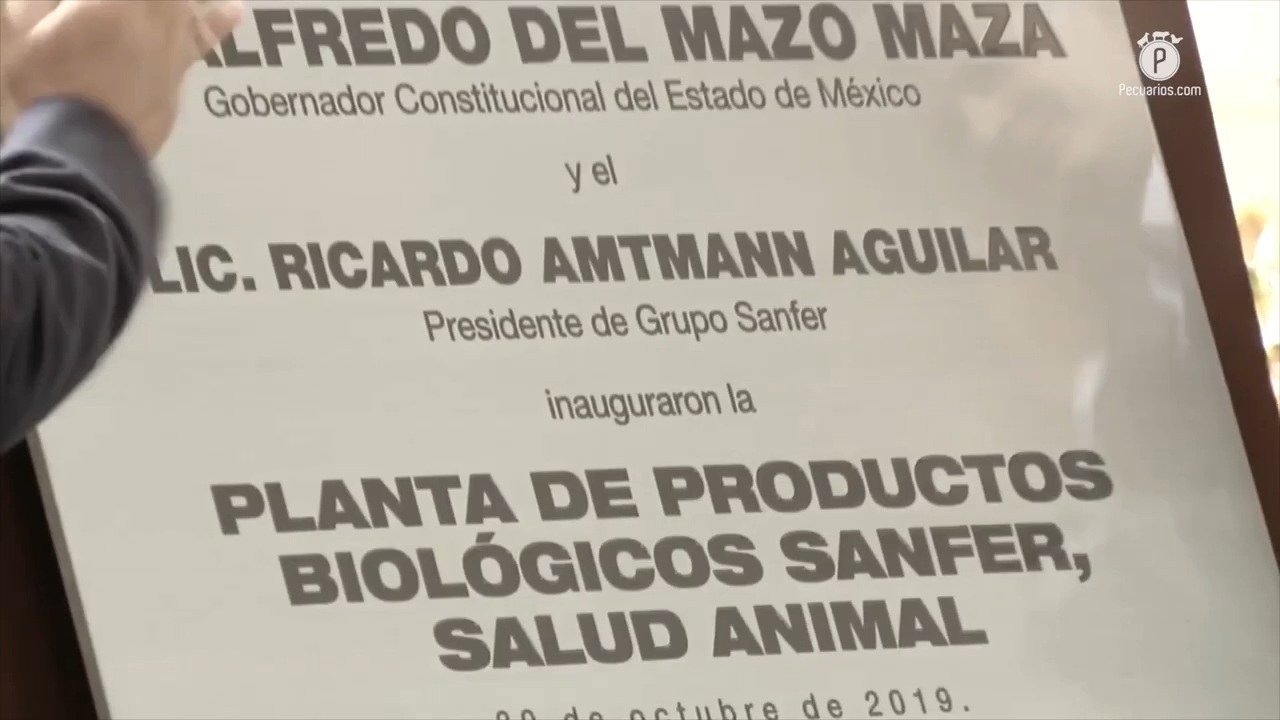 ALFREDO DEL MAZO MAZA
Gobernador Constitucional del Estado de México
y el
LIC. RICARDO AMTMANN AGUILAR
Presidente de Grupo Sanfer
inauguraron la
PLANTA DE PRODUCTOS
BIOLÓGICOS SANFER,
SALUD ANIMAL
de octubre de 2019.
P
Pecuarios.com